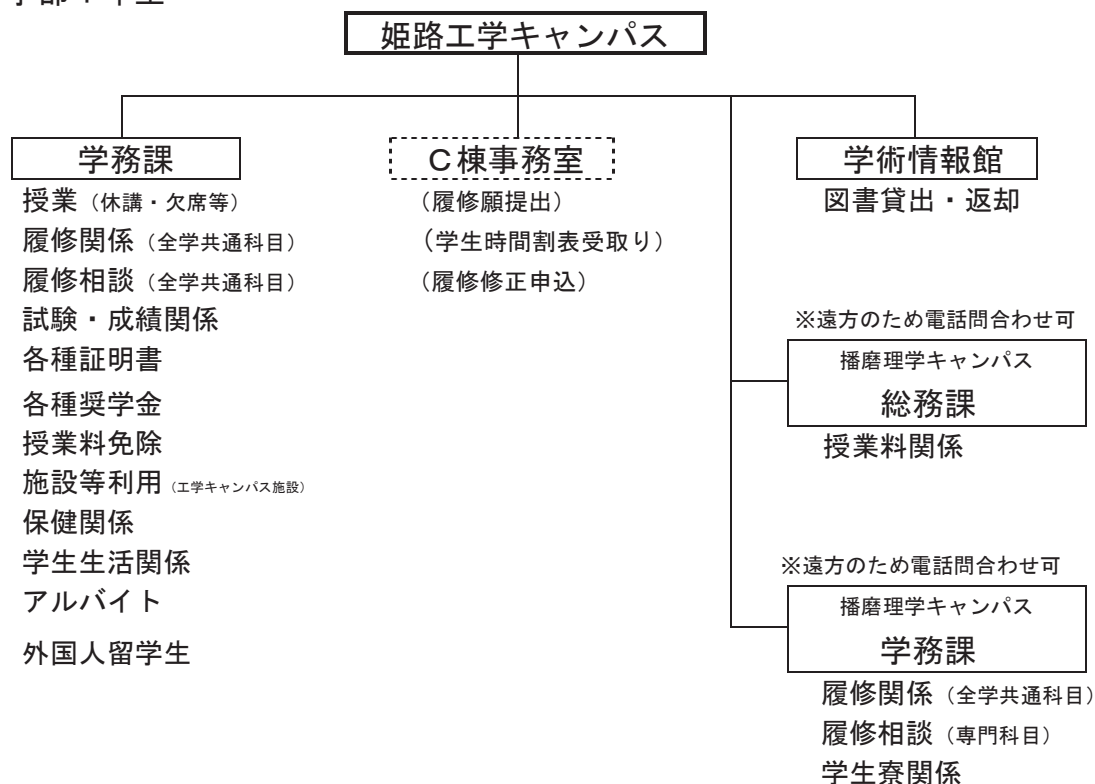 姫路工学キャンパス
学務課
授業（休講・欠席等）
履修関係（全学共通科目）
履修相談（全学共通科目）
試験・成績関係
各種証明書
各種奨学金
授業料免除
施設等利用（工学キャンパス施設）
保健関係
学生生活関係
アルバイト
外国人留学生
C棟事務室
（履修願提出）
（学生時間割表受取り）
（履修修正申込）
学術情報館
図書貸出・返却
※遠方のため電話問合わせ可
播磨理学キャンパス
総務課
授業料関係
※遠方のため電話問合わせ可
播磨理学キャンパス
学務課
履修関係（全学共通科目）
履修相談（専門科目）
学生寮関係